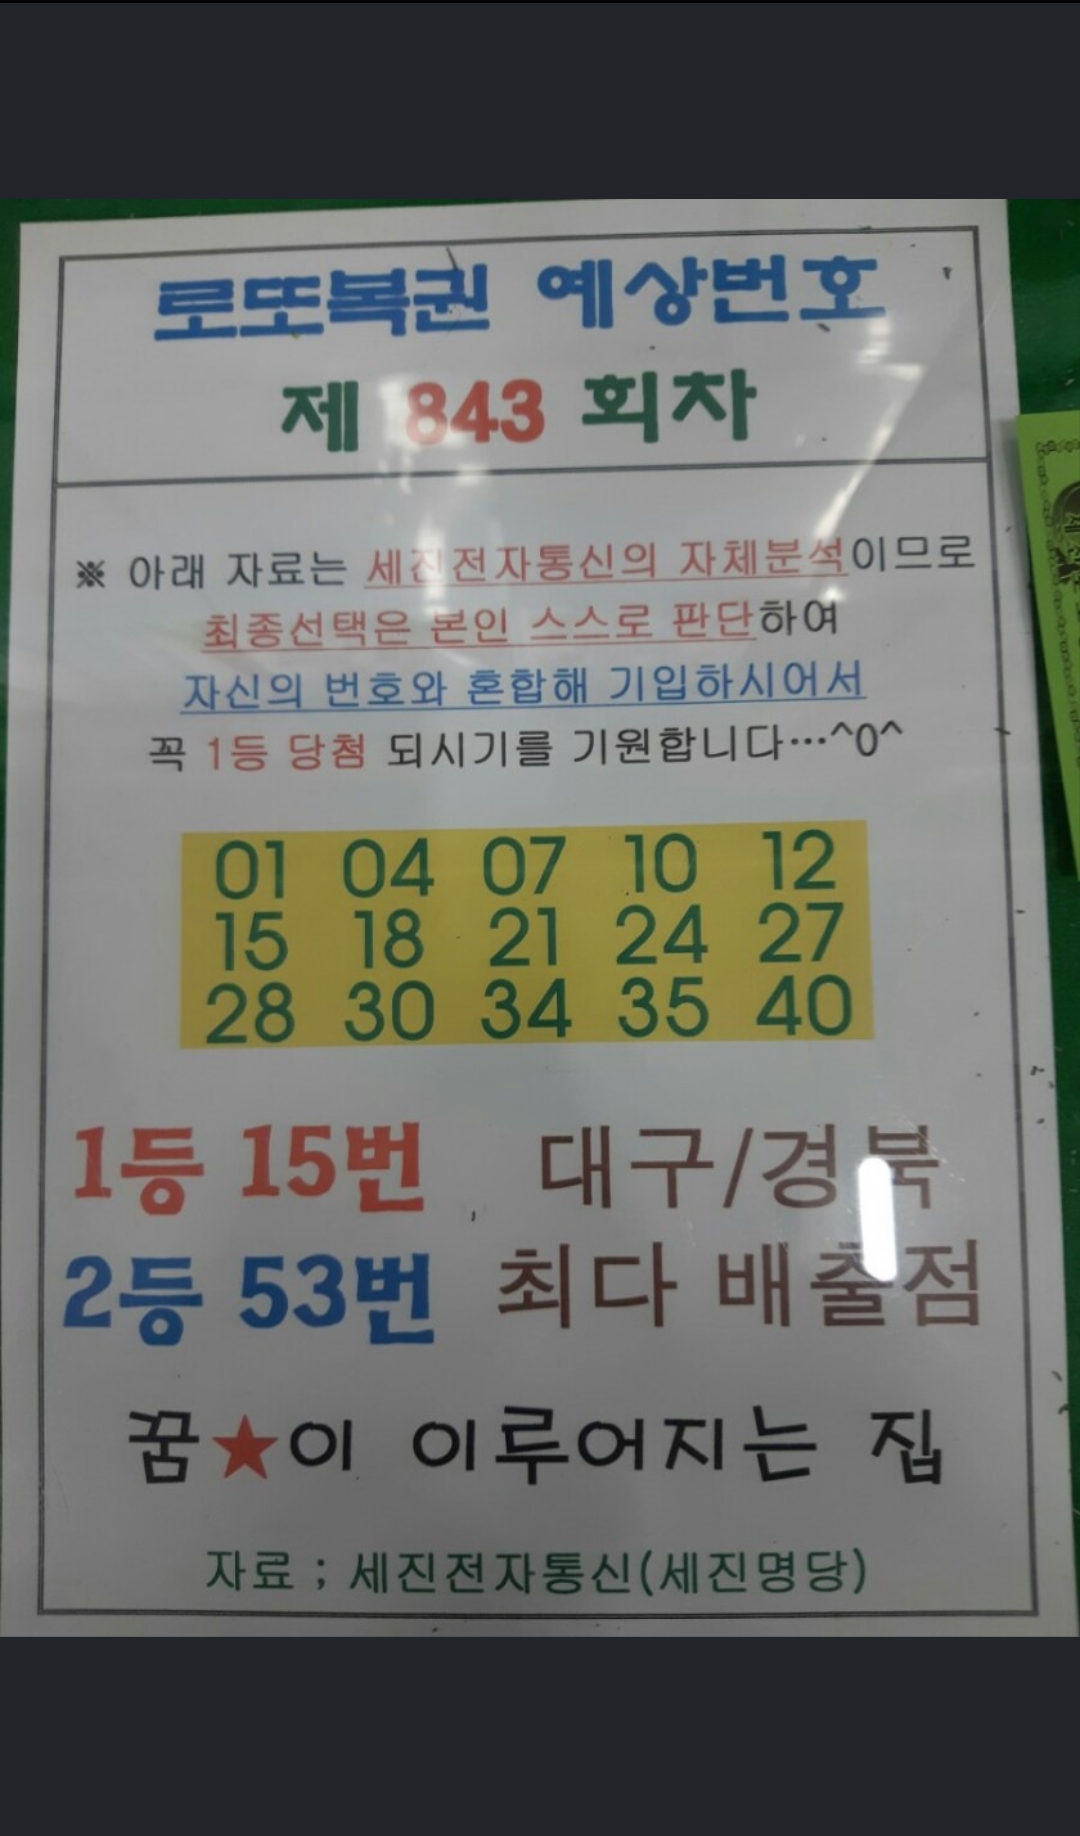 로또복권 예상번호
제 843 회차
※ 아래 자료는 세진전자통신의 자체분석이므로
최종선택은 본인 스스로 판단하여
자신의 번호와 혼합해 기입하시어서
꼭 1등 당첨 되시기를 기원합니다…^0^
01 04 07 10 12
15 18 21 24 27
28 30 34 35 40
1등 15번 대구/경북
2등 53번 최다 배출점
꿈★이 이루어지는 집
자료 ; 세진전자통신(세진명당)